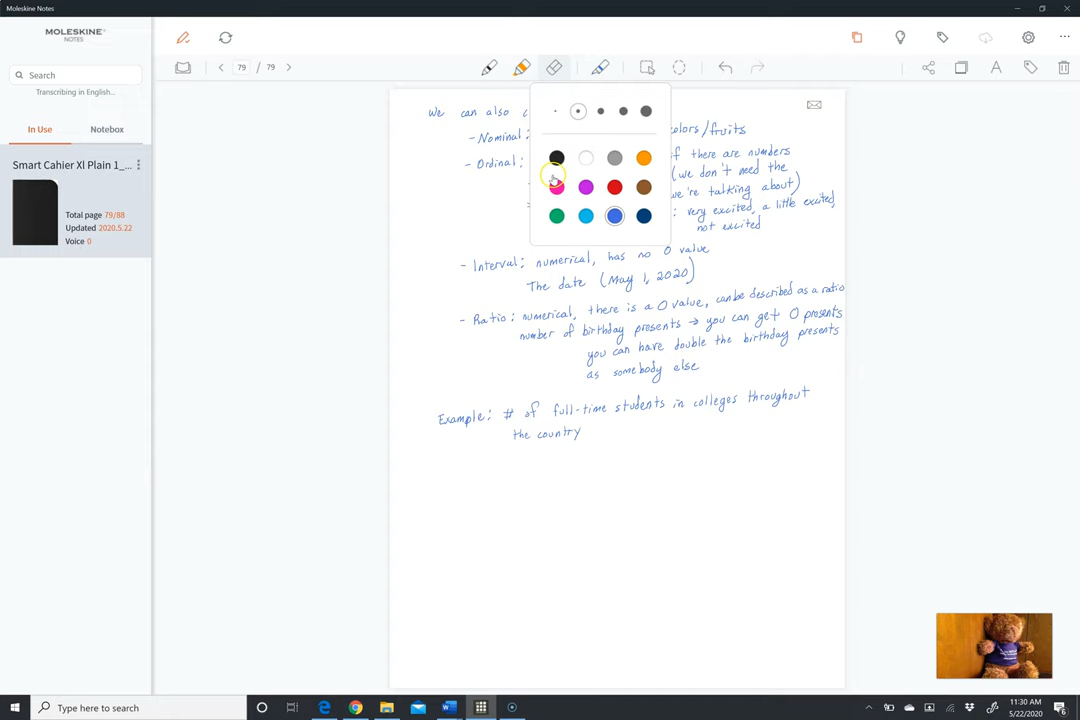 Moleskine Notes
MOLESKINE
NOTES
Search
Transcribing in English...
In Use
Notebox
Smart Cahier Xl Plain 1_
Total page 79/88
Updated 2020.5.22
Voice 0
79 / 79
A
We can also c
- Nominal: colors/fruits
- Ordinal: if there are numbers
(we don't need the
we're talking about)
: very excited, a little excited,
not excited
- Interval: numerical, has no 0 value
The date (May 1, 2020)
- Ratio: numerical, there is a 0 value, can be described as a ratio
number of birthday presents → you can get 0 presents
you can have double the birthday presents
as somebody else
Example: # of full-time students in colleges throughout
the country
Type here to search
11:30 AM
5/22/2020
6